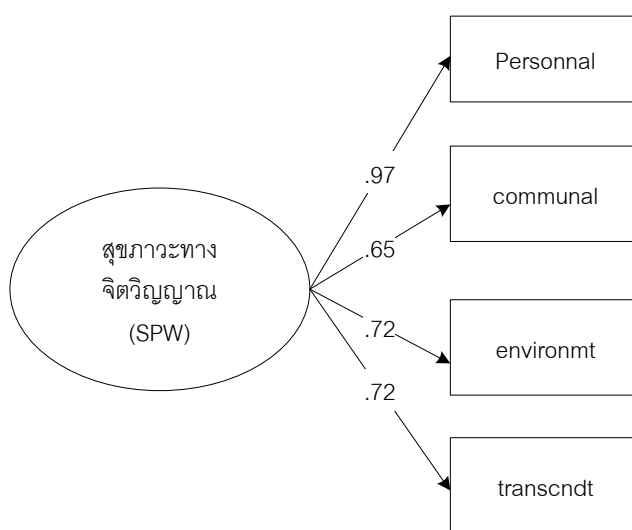 Personnal
.97
communal
.65
สุขภาวะทาง
จิตวิญญาณ
(SPW)
.72
environmt
.72
transcndt